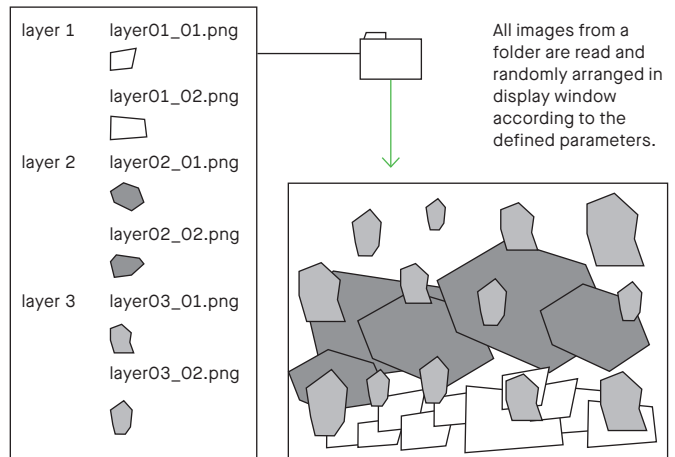 layer 1 layer01_01.png
layer01_02.png
layer 2 layer02_01.png
layer02_02.png
layer 3 layer03_01.png
layer03_02.png
All images from a
folder are read and
randomly arranged in
display window
according to the
defined parameters.